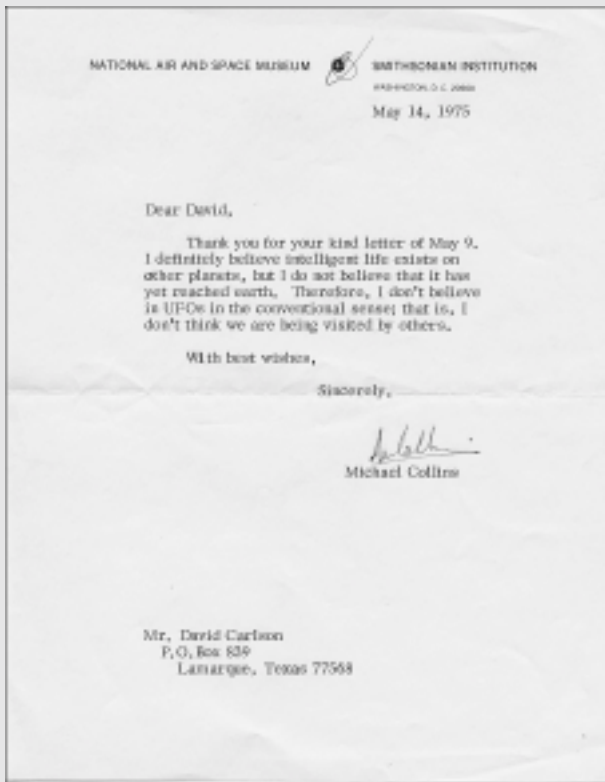 NATIONAL AIR AND SPACE MUSEUM SMITHSONIAN INSTITUTION
WASHINGTON, D.C. 20560
May 14, 1975
Dear David,
Thank you for your kind letter of May 9.
I definitely believe intelligent life exists on
other planets, but I do not believe that it has
yet reached earth. Therefore, I don't believe
in UFOs in the conventional sense; that is, I
don't think we are being visited by others.
With best wishes,
Sincerely,
Michael Collins
Mr. David Carlson
P.O. Box 839
Lamarque, Texas 77568